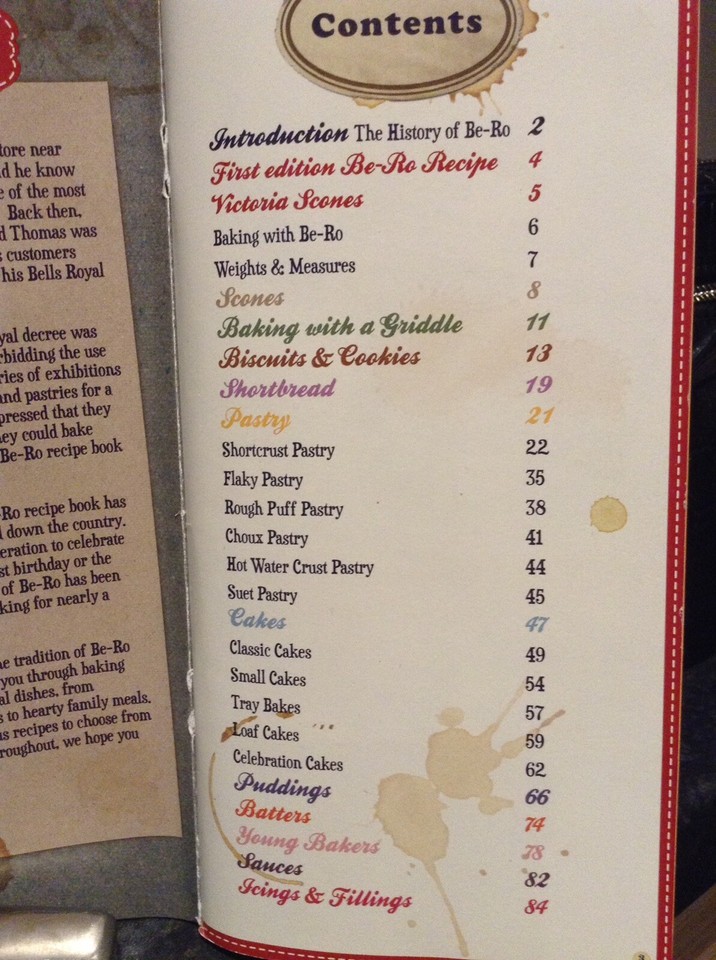 tore near
d he know
e of the most
Back then,
d Thomas was
s customers
his Bells Royal
yal decree was
rbidding the use
ries of exhibitions
and pastries for a
pressed that they
ey could bake
Be-Ro recipe book
-Ro recipe book has
down the country.
eration to celebrate
st birthday or the
of Be-Ro has been
king for nearly a
he tradition of Be-Ro
you through baking
al dishes, from
s to hearty family meals.
us recipes to choose from
roughout, we hope you
Contents
Introduction The History of Be-Ro 2
First edition Be-Ro Recipe 4
Victoria Scones 5
Baking with Be-Ro 6
Weights & Measures 7
Scones 8
Baking with a Griddle 11
Biscuits & Cookies 13
Shortbread 19
Pastry 21
Shortcrust Pastry 22
Flaky Pastry 35
Rough Puff Pastry 38
Choux Pastry 41
Hot Water Crust Pastry 44
Suet Pastry 45
Cakes 47
Classic Cakes 49
Small Cakes 54
Tray Bakes 57
Loaf Cakes 59
Celebration Cakes 62
Puddings 66
Batters 74
Young Bakers 78
Sauces 82
Icings & Fillings 84
3